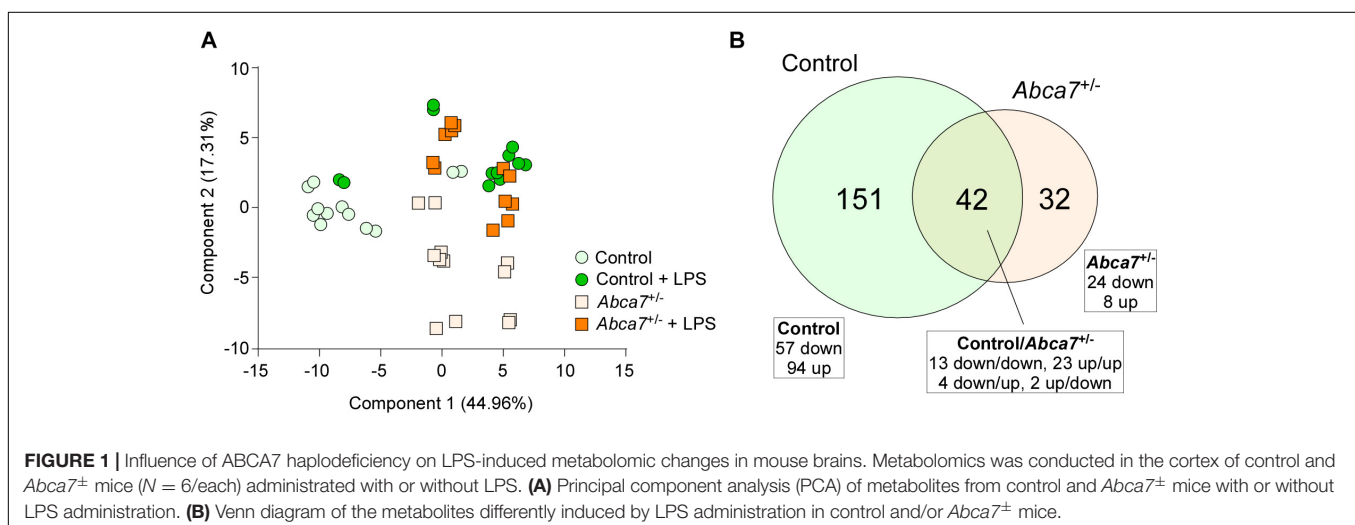 A
Component 2 (17.31%)
10
5
0
-5
-10
-15
-10
-5
0
5
10
15
Component 1 (44.96%)
Control
Control + LPS
Abca7+/-
Abca7+/- + LPS
B
Control
Abca7+/-
151
42
32
Abca7+/-
24 down
8 up
Control
57 down
94 up
Control/Abca7+/-
13 down/down, 23 up/up
4 down/up, 2 up/down
FIGURE 1 | Influence of ABCA7 haplodeficiency on LPS-induced metabolomic changes in mouse brains. Metabolomics was conducted in the cortex of control and
Abca7± mice (N = 6/each) administrated with or without LPS. (A) Principal component analysis (PCA) of metabolites from control and Abca7± mice with or without
LPS administration. (B) Venn diagram of the metabolites differently induced by LPS administration in control and/or Abca7± mice.